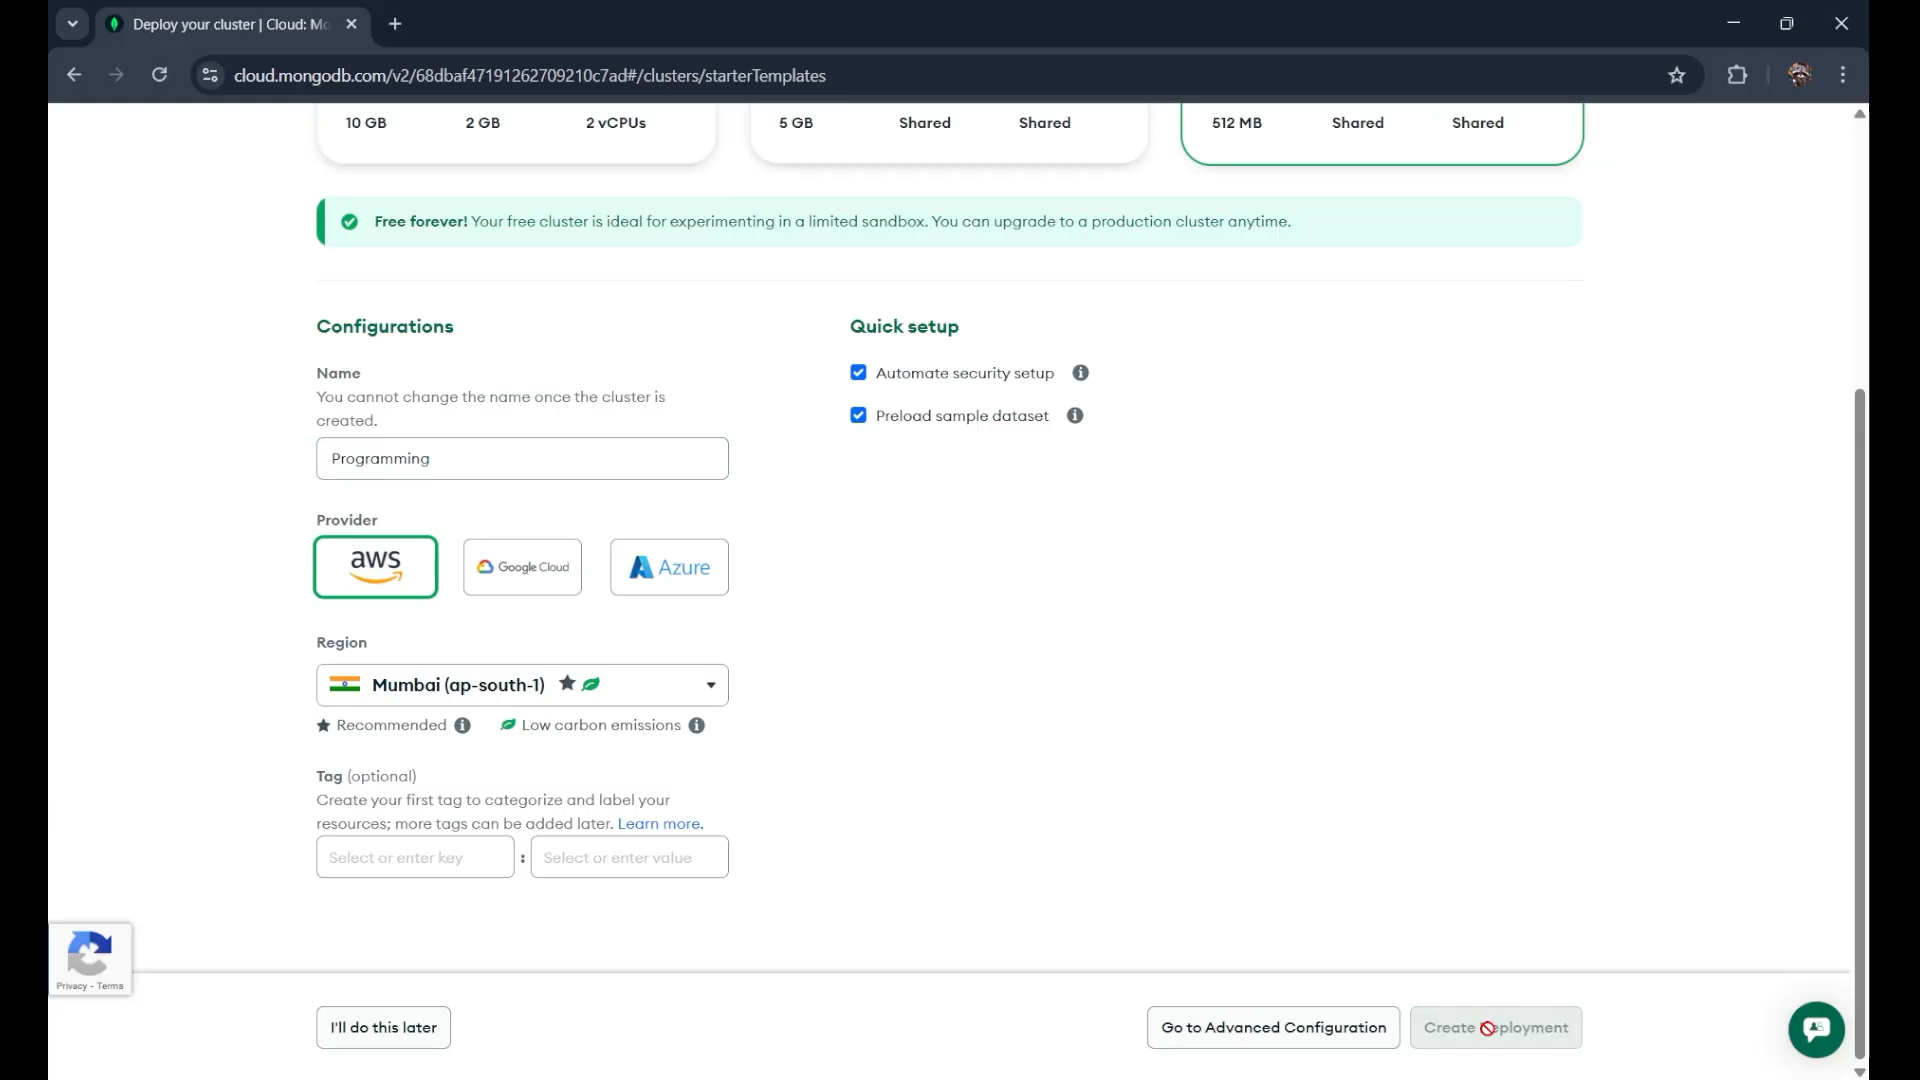 Deploy your cluster | Cloud: Mo
cloud.mongodb.com/v2/68dbaf47191262709210c7ad#/clusters/starterTemplates
10 GB 2 GB 2 vCPUs 5 GB Shared Shared 512 MB Shared Shared
Free forever! Your free cluster is ideal for experimenting in a limited sandbox. You can upgrade to a production cluster anytime.
Configurations
Name
You cannot change the name once the cluster is
created.
Programming
Provider
aws Google Cloud Azure
Region
Mumbai (ap-south-1)
Recommended Low carbon emissions
Tag (optional)
Create your first tag to categorize and label your
resources; more tags can be added later. Learn more.
Select or enter key : Select or enter value
Quick setup
Automate security setup
Preload sample dataset
Privacy - Terms
I'll do this later Go to Advanced Configuration Create